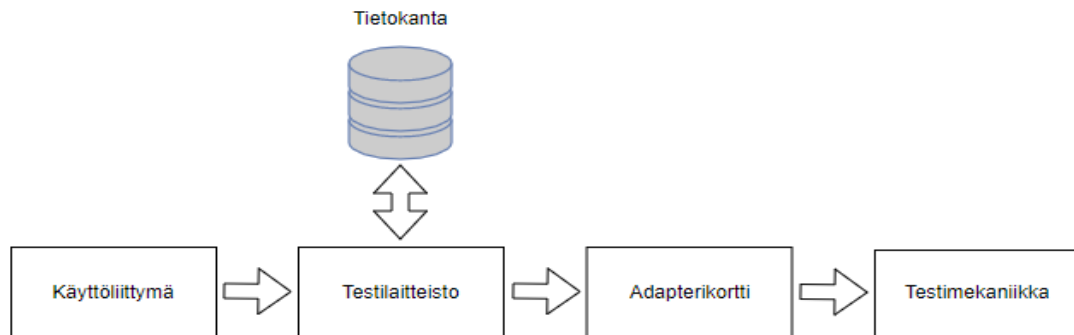 Tietokanta
Käyttöliittymä
Testilaitteisto
Adapterikortti
Testimekaniikka